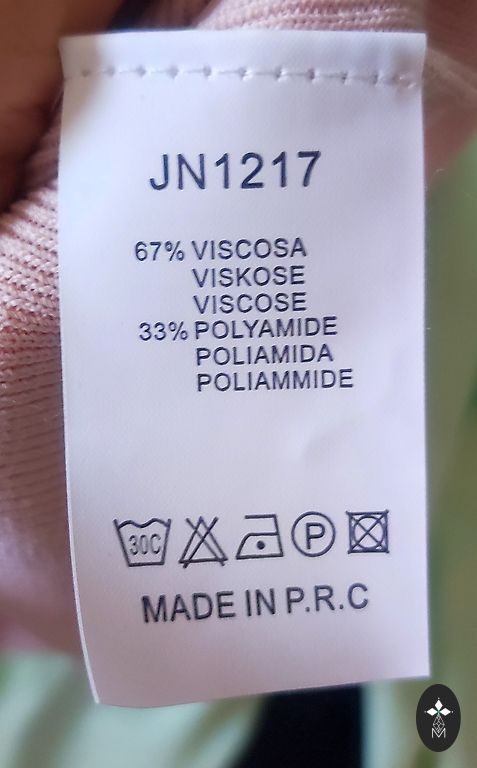 JN1217
67% VISCOSA
VISKOSE
VISCOSE
33% POLYAMIDE
POLIAMIDA
POLIAMMIDE
30C P
MADE IN P.R.C
M